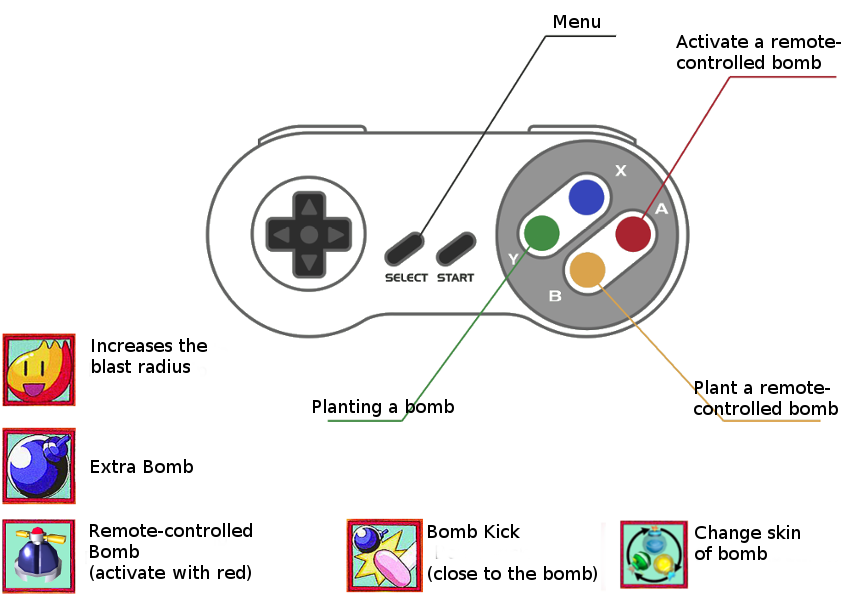 Menu
Activate a remote-
controlled bomb
X
A
Y
B
SELECT START
Increases the
blast radius
Planting a bomb
Plant a remote-
controlled bomb
Extra Bomb
Remote-controlled
Bomb
(activate with red)
Bomb Kick
(close to the bomb)
Change skin
of bomb